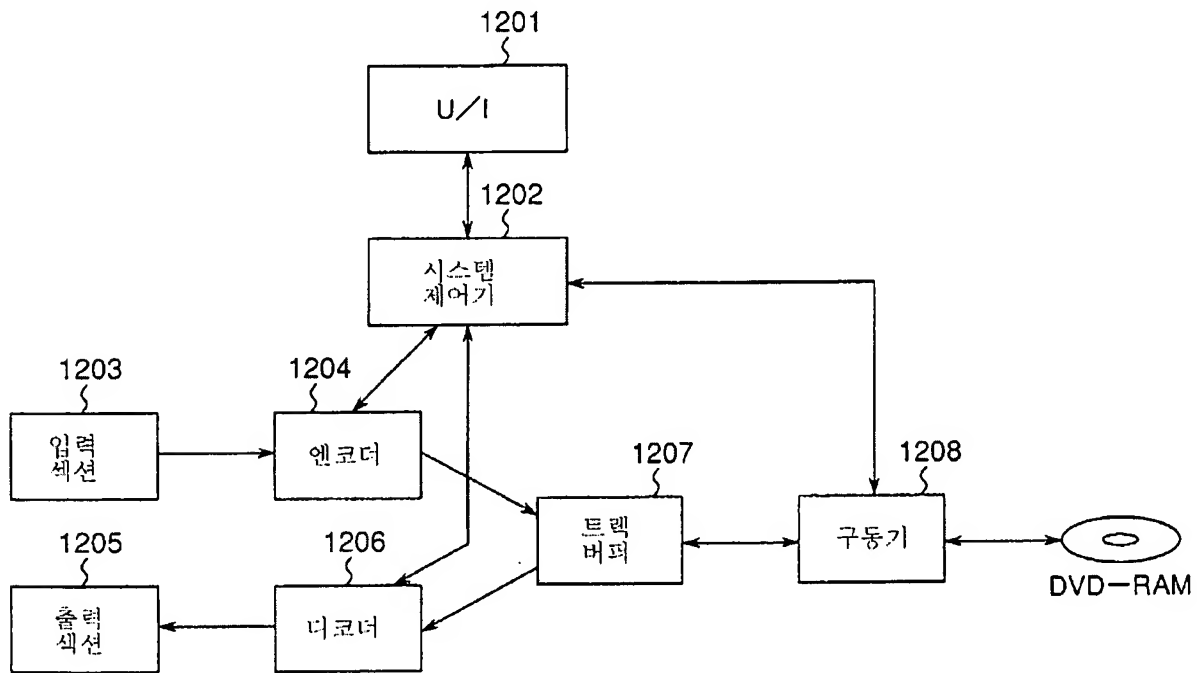 1201
U/I
1202
시스템
제어기
1203
입력
섹션
1204
엔코더
1205
출력
섹션
1206
디코더
1207
트랙
버퍼
1208
구동기
DVD-RAM